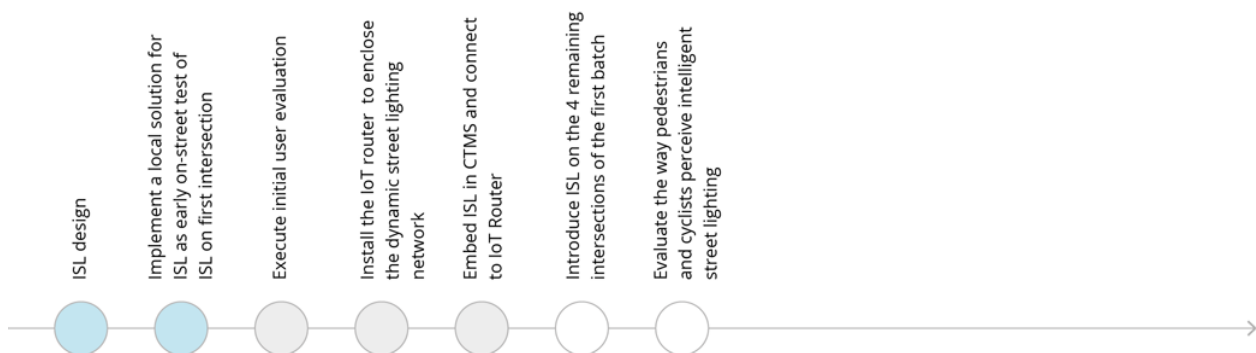 ISL design
Implement a local solution for
ISL as early on-street test of
ISL on first intersection
Execute initial user evaluation
Install the IoT router to enclose
the dynamic street lighting
network
Embed ISL in CTMS and connect
to IoT Router
Introduce ISL on the 4 remaining
intersections of the first batch
Evaluate the way pedestrians
and cyclists perceive intelligent
street lighting